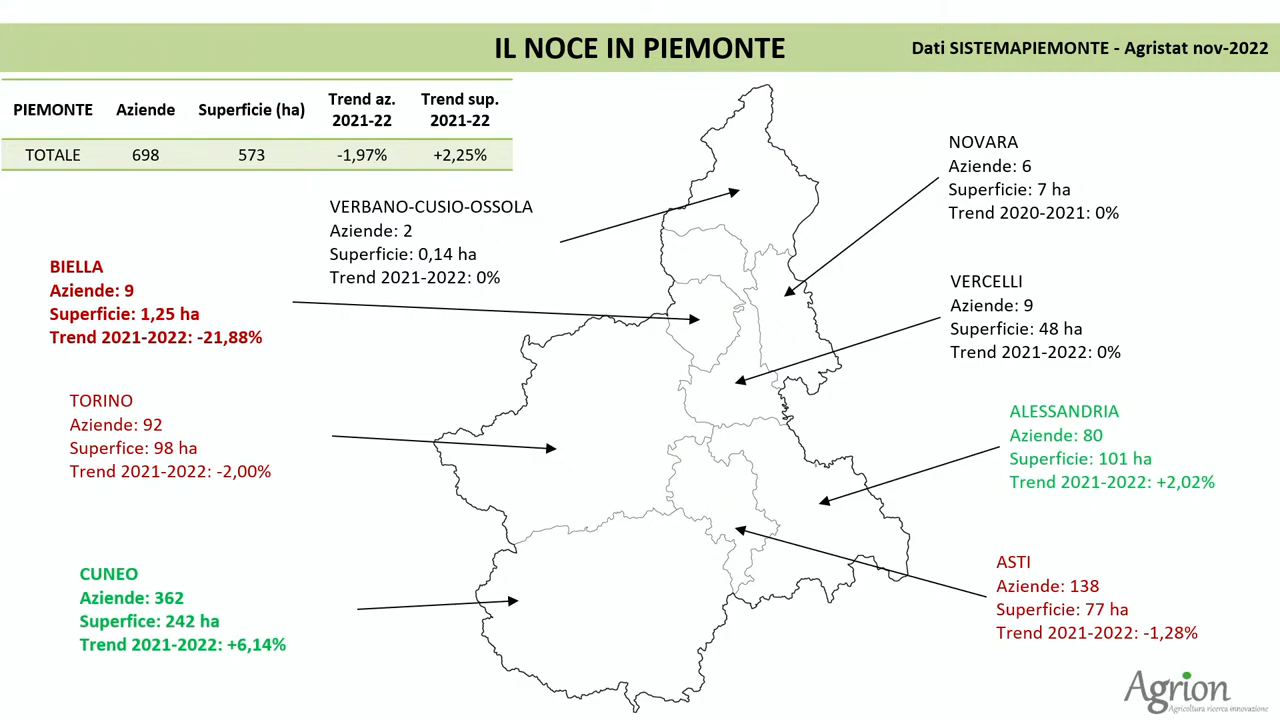 IL NOCE IN PIEMONTE
Dati SISTEMAPIEMONTE - Agristat nov-2022
PIEMONTE Aziende Superficie (ha) Trend az. 2021-22 Trend sup. 2021-22
TOTALE 698 573 -1,97% +2,25%
NOVARA
Aziende: 6
Superficie: 7 ha
Trend 2020-2021: 0%
VERBANO-CUSIO-OSSOLA
Aziende: 2
Superficie: 0,14 ha
Trend 2021-2022: 0%
BIELLA
Aziende: 9
Superficie: 1,25 ha
Trend 2021-2022: -21,88%
VERCELLI
Aziende: 9
Superficie: 48 ha
Trend 2021-2022: 0%
TORINO
Aziende: 92
Superfice: 98 ha
Trend 2021-2022: -2,00%
ALESSANDRIA
Aziende: 80
Superficie: 101 ha
Trend 2021-2022: +2,02%
CUNEO
Aziende: 362
Superfice: 242 ha
Trend 2021-2022: +6,14%
ASTI
Aziende: 138
Superficie: 77 ha
Trend 2021-2022: -1,28%
Agrion
Agricoltura ricerca innovazione